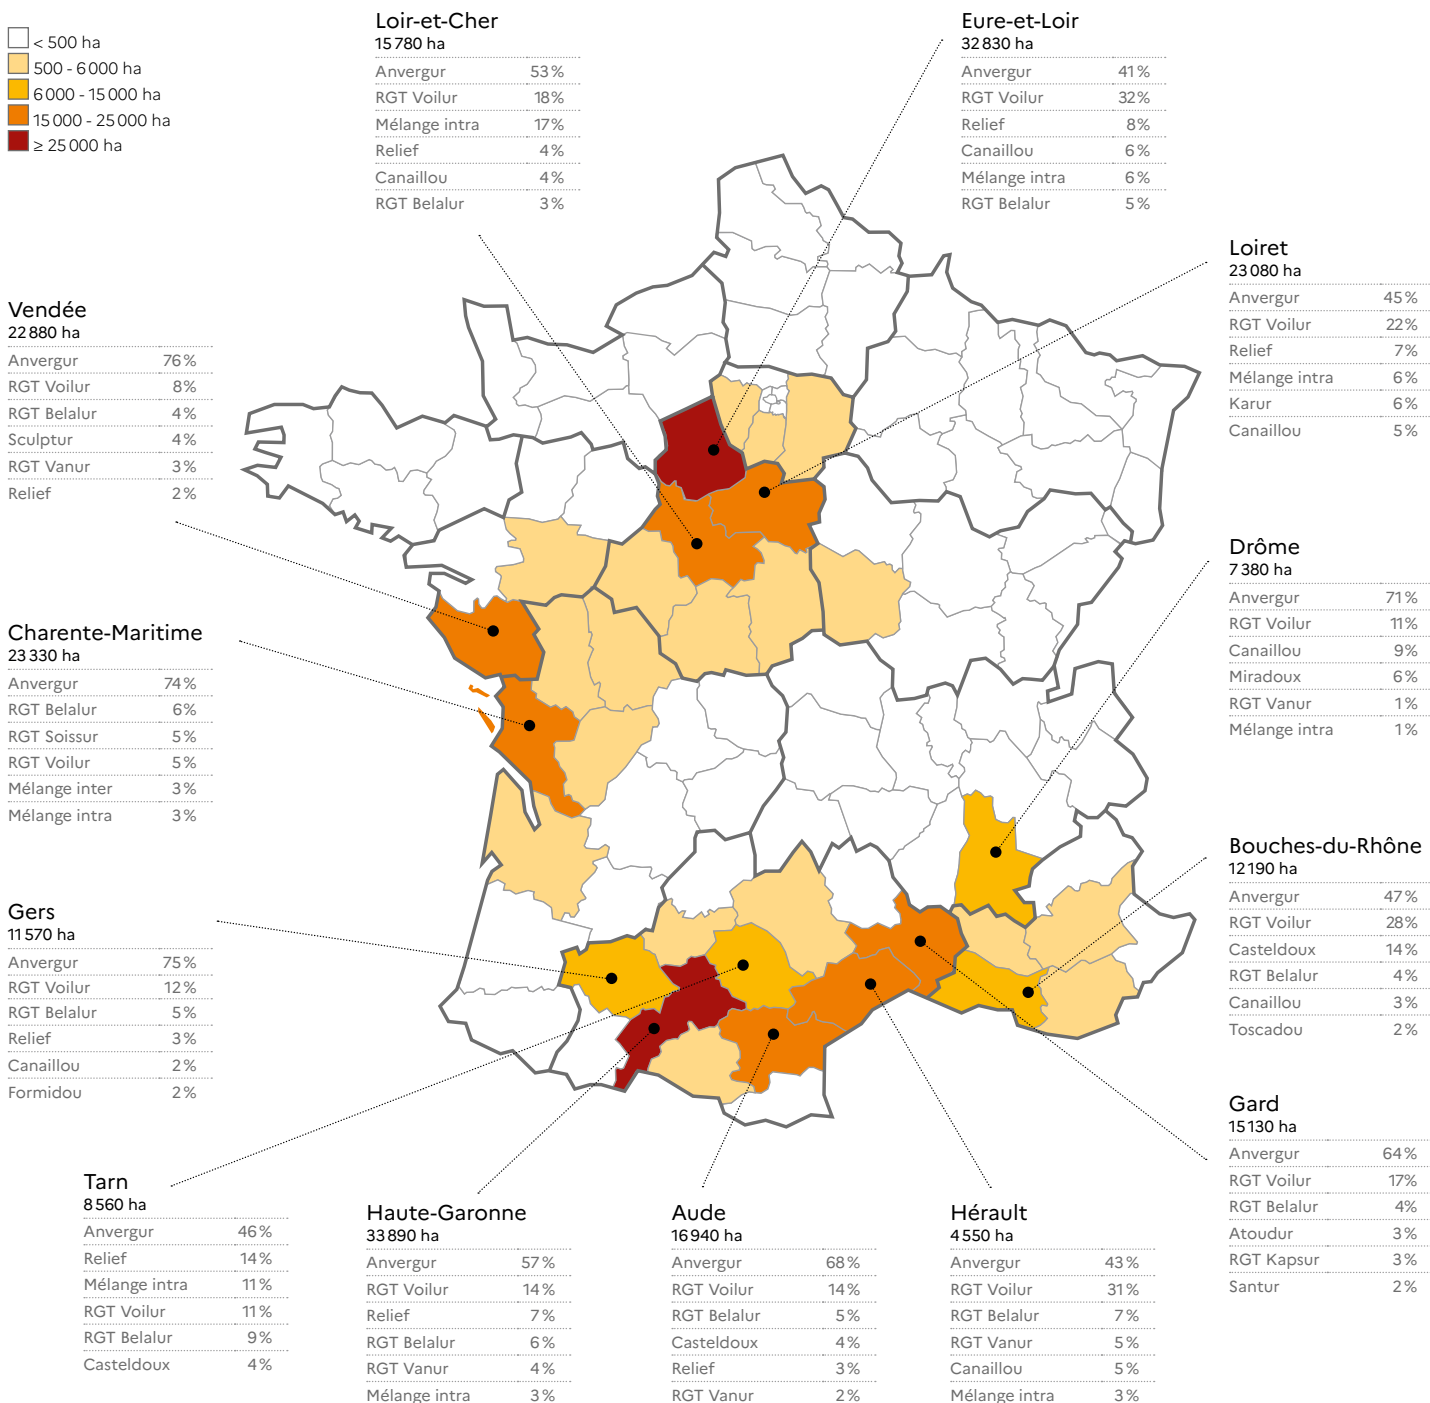 < 500 ha
500 - 6 000 ha
6 000 - 15 000 ha
15 000 - 25 000 ha
≥ 25 000 ha
Loir-et-Cher
15 780 ha
Anvergur 53 %
RGT Voilur 18 %
Mélange intra 17 %
Relief 4 %
Canaillou 4 %
RGT Belalur 3 %
Eure-et-Loir
32 830 ha
Anvergur 41 %
RGT Voilur 32 %
Relief 8 %
Canaillou 6 %
Mélange intra 6 %
RGT Belalur 5 %
Loiret
23 080 ha
Anvergur 45 %
RGT Voilur 22 %
Relief 7 %
Mélange intra 6 %
Karur 6 %
Canaillou 5 %
Vendée
22 880 ha
Anvergur 76 %
RGT Voilur 8 %
RGT Belalur 4 %
Sculptur 4 %
RGT Vanur 3 %
Relief 2 %
Drôme
7 380 ha
Anvergur 71 %
RGT Voilur 11 %
Canaillou 9 %
Miradoux 6 %
RGT Vanur 1 %
Mélange intra 1 %
Charente-Maritime
23 330 ha
Anvergur 74 %
RGT Belalur 6 %
RGT Soissur 5 %
RGT Voilur 5 %
Mélange inter 3 %
Mélange intra 3 %
Bouches-du-Rhône
12 190 ha
Anvergur 47 %
RGT Voilur 28 %
Casteldoux 14 %
RGT Belalur 4 %
Canaillou 3 %
Toscadou 2 %
Gers
11 570 ha
Anvergur 75 %
RGT Voilur 12 %
RGT Belalur 5 %
Relief 3 %
Canaillou 2 %
Formidou 2 %
Gard
15 130 ha
Anvergur 64 %
RGT Voilur 17 %
RGT Belalur 4 %
Atoudur 3 %
RGT Kapsur 3 %
Santur 2 %
Tarn
8 560 ha
Anvergur 46 %
Relief 14 %
Mélange intra 11 %
RGT Voilur 11 %
RGT Belalur 9 %
Casteldoux 4 %
Haute-Garonne
33 890 ha
Anvergur 57 %
RGT Voilur 14 %
Relief 7 %
RGT Belalur 6 %
RGT Vanur 4 %
Mélange intra 3 %
Aude
16 940 ha
Anvergur 68 %
RGT Voilur 14 %
RGT Belalur 5 %
Casteldoux 4 %
Relief 3 %
RGT Vanur 2 %
Hérault
4 550 ha
Anvergur 43 %
RGT Voilur 31 %
RGT Belalur 7 %
RGT Vanur 5 %
Canaillou 5 %
Mélange intra 3 %